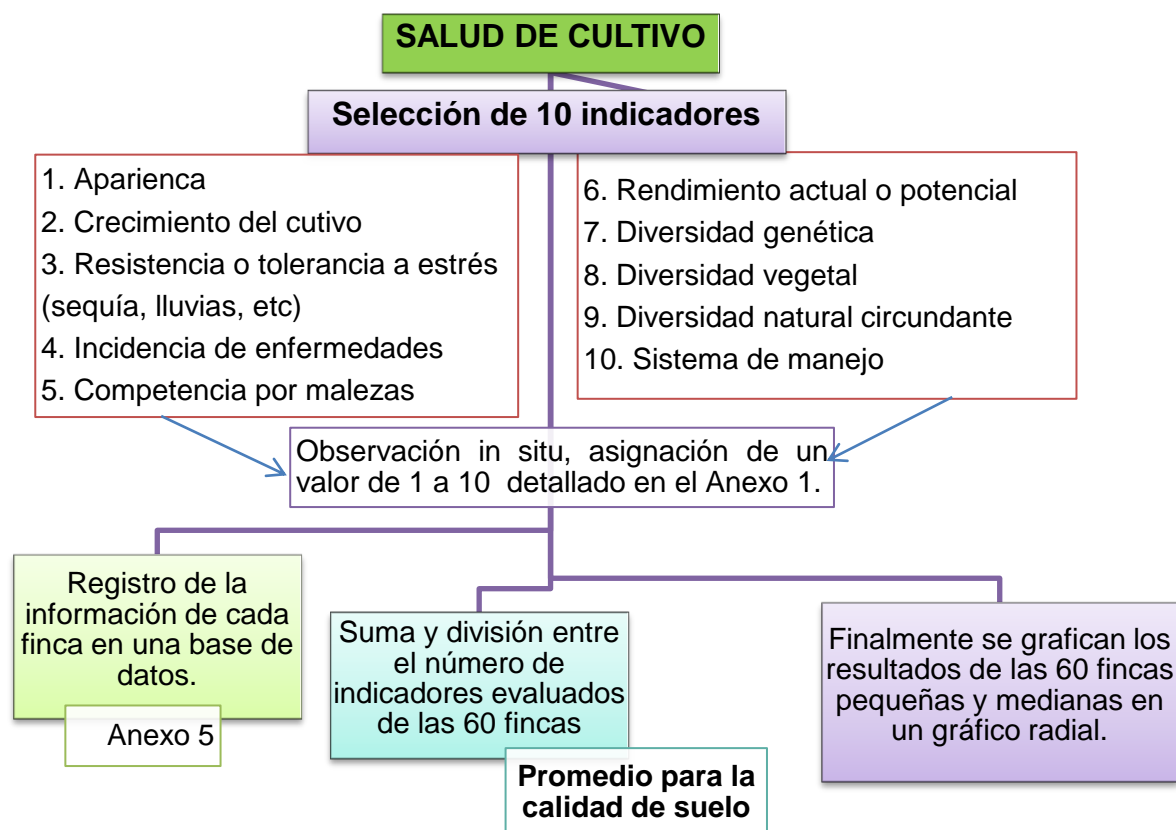 SALUD DE CULTIVO
Selección de 10 indicadores
1. Aparienca
2. Crecimiento del cutivo
3. Resistencia o tolerancia a estrés
(sequía, lluvias, etc)
4. Incidencia de enfermedades
5. Competencia por malezas
6. Rendimiento actual o potencial
7. Diversidad genética
8. Diversidad vegetal
9. Diversidad natural circundante
10. Sistema de manejo
Observación in situ, asignación de un
valor de 1 a 10 detallado en el Anexo 1.
Registro de la
información de cada
finca en una base de
datos.
Anexo 5
Suma y división entre
el número de
indicadores evaluados
de las 60 fincas
Promedio para la
calidad de suelo
Finalmente se grafican los
resultados de las 60 fincas
pequeñas y medianas en
un gráfico radial.